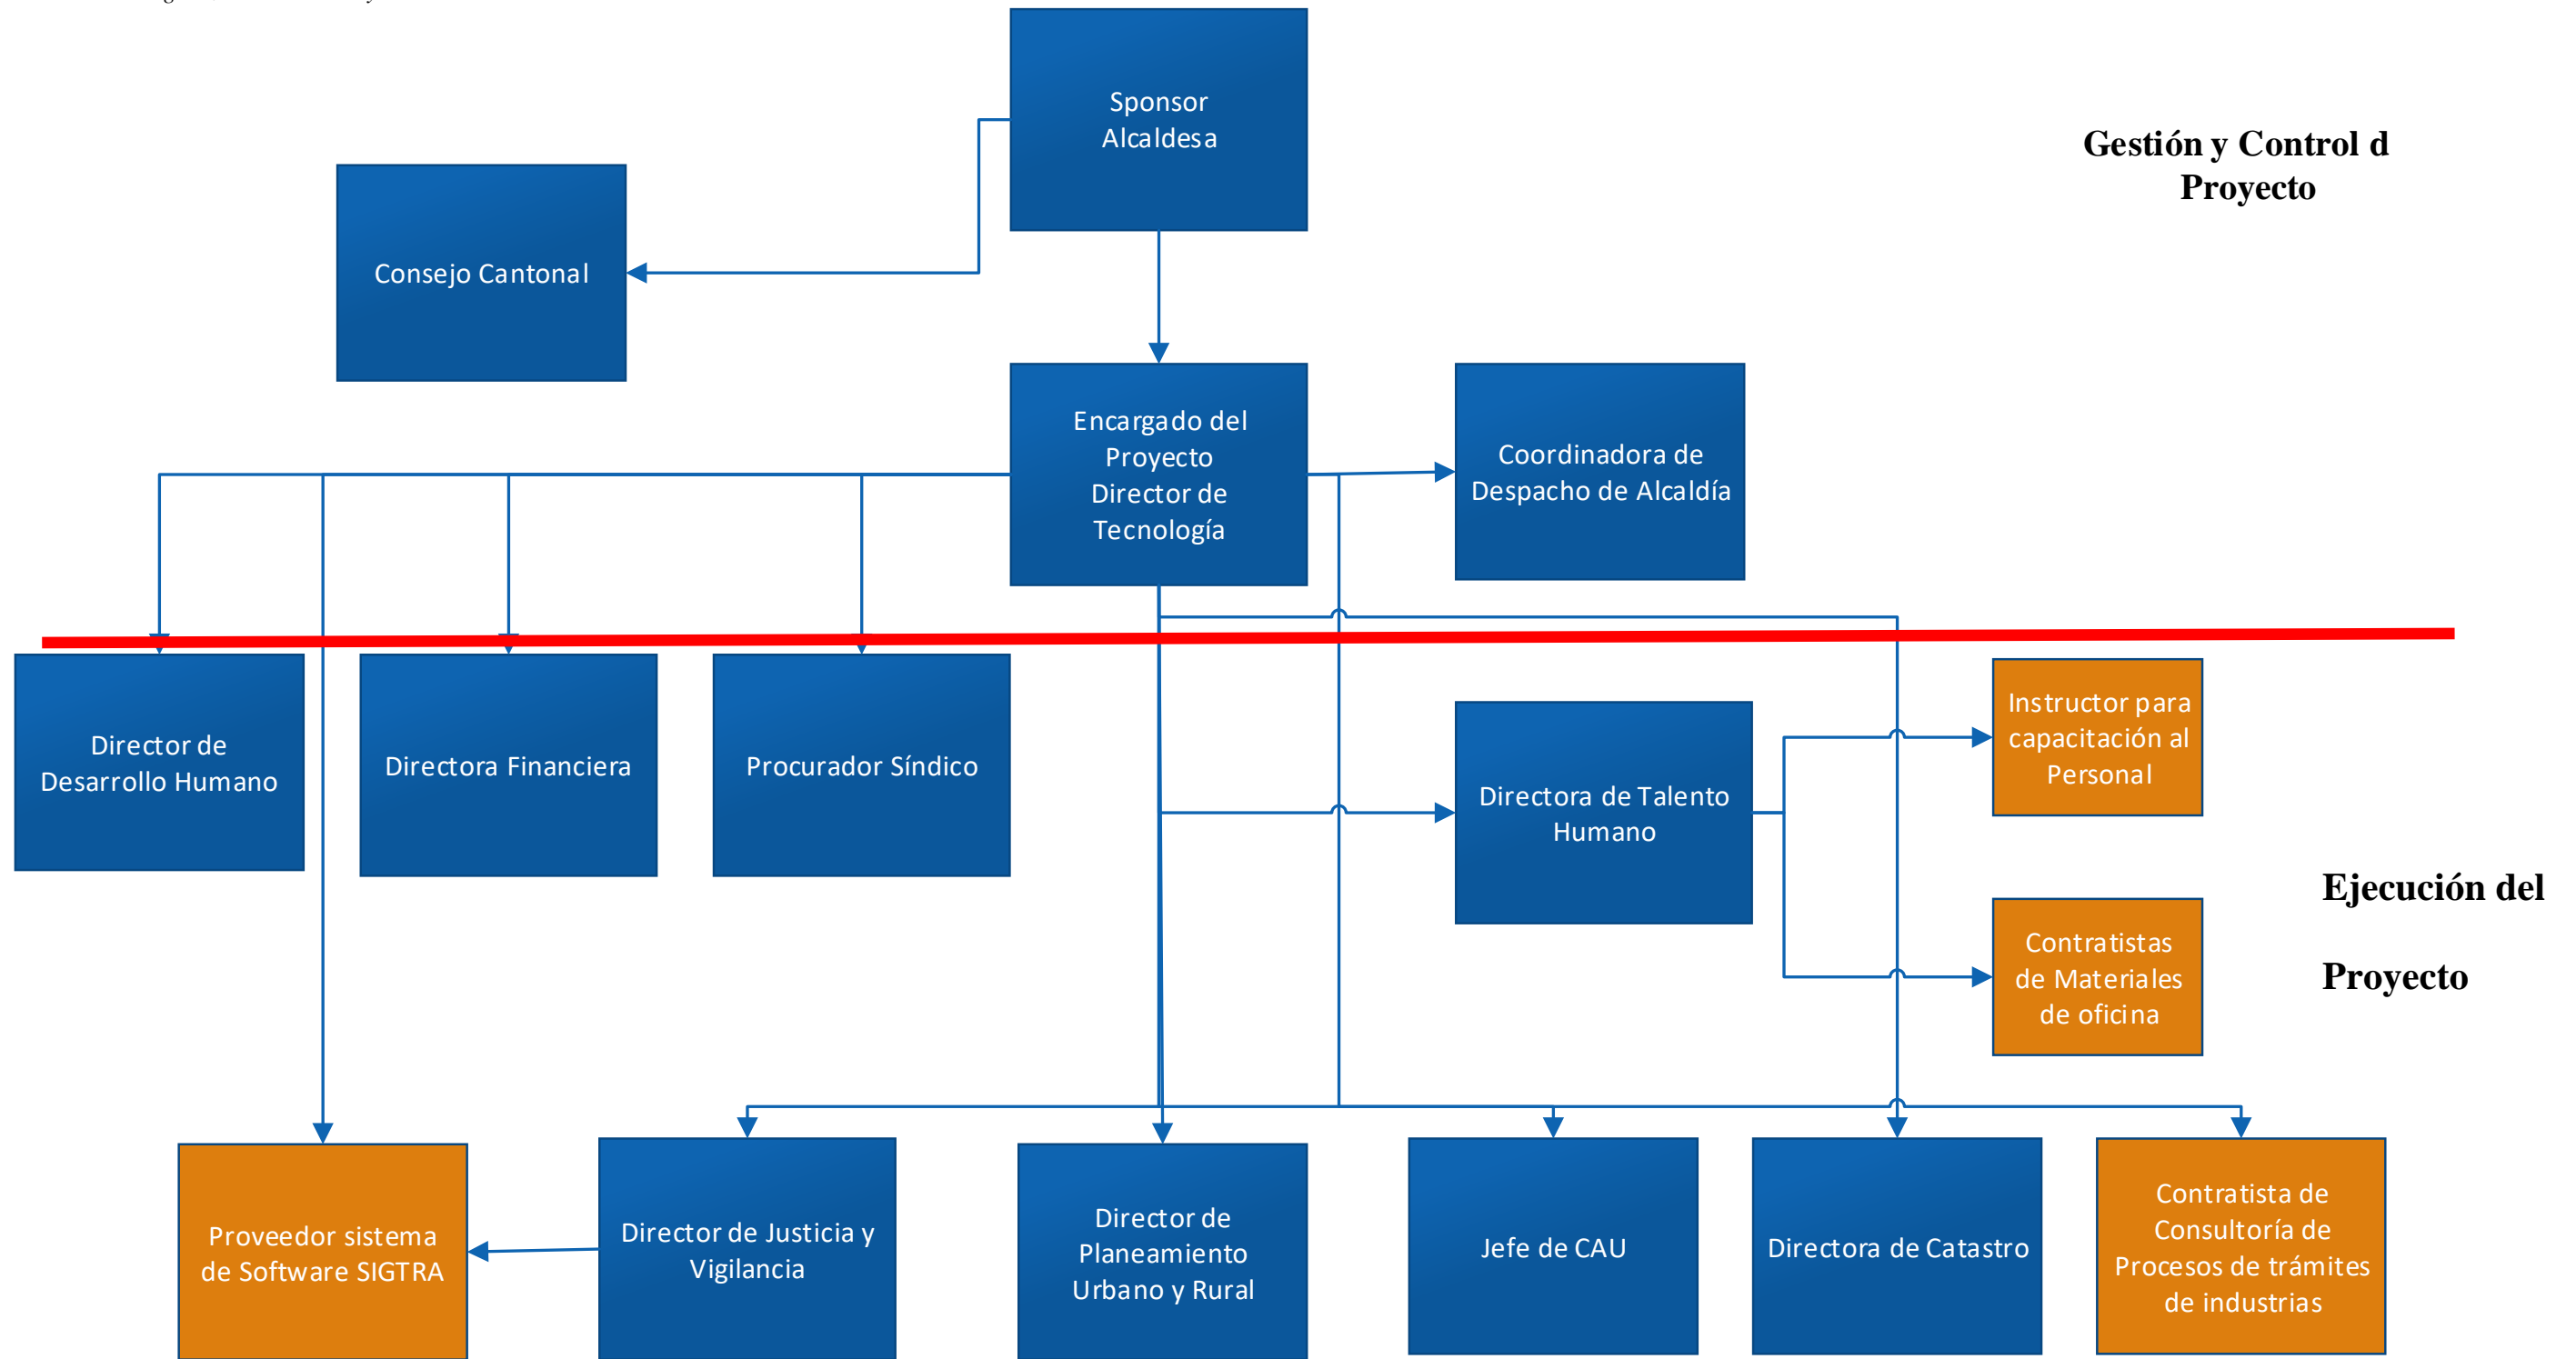 Sponsor
Alcaldesa
Gestión y Control d
Proyecto
Consejo Cantonal
Encargado del
Proyecto
Director de
Tecnología
Coordinadora de
Despacho de Alcaldía
Director de
Desarrollo Humano
Directora Financiera
Procurador Síndico
Directora de Talento
Humano
Instructor para
capacitación al
Personal
Contratistas
de Materiales
de oficina
Ejecución del
Proyecto
Proveedor sistema
de Software SIGTRA
Director de Justicia y
Vigilancia
Director de
Planeamiento
Urbano y Rural
Jefe de CAU
Directora de Catastro
Contratista de
Consultoría de
Procesos de trámites
de industrias